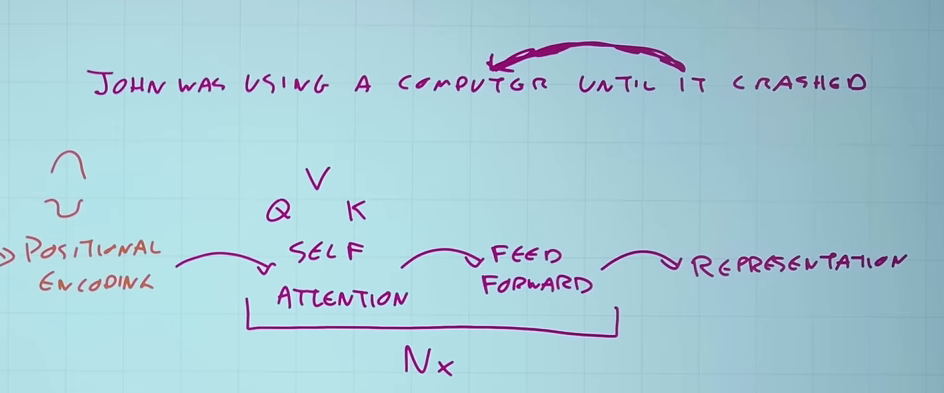 JOHN WAS USING A COMPUTER UNTIL IT CRASHED
V
Q K
POSITIONAL
ENCODING
SELF
ATTENTION
FEED
FORWARD
REPRESENTATION
Nx